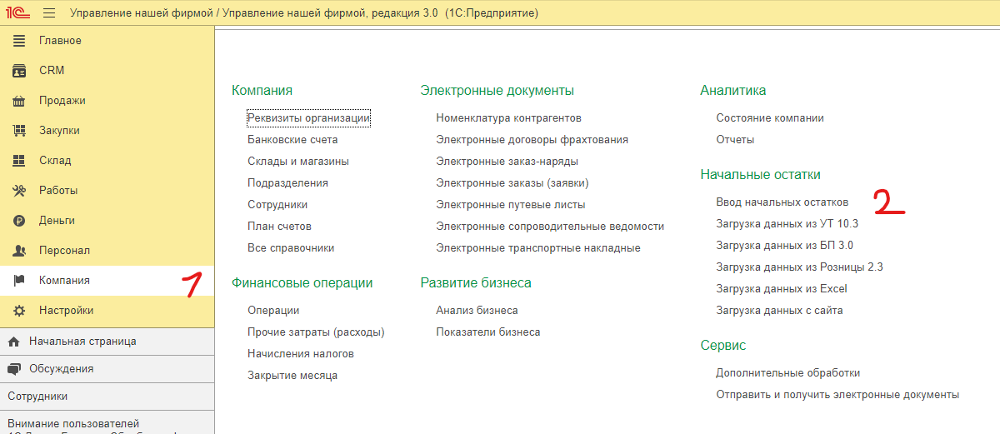 1С Управление нашей фирмой / Управление нашей фирмой, редакция 3.0 (1С:Предприятие)
Главное
CRM
Продажи
Закупки
Склад
Работы
Деньги
Персонал
Компания
Настройки
Начальная страница
Обсуждения
Сотрудники
Внимание пользователей
1
Компания
Реквизиты организации
Банковские счета
Склады и магазины
Подразделения
Сотрудники
План счетов
Все справочники
Финансовые операции
Операции
Прочие затраты (расходы)
Начисления налогов
Закрытие месяца
Электронные документы
Номенклатура контрагентов
Электронные договоры фрахтования
Электронные заказ-наряды
Электронные заказы (заявки)
Электронные путевые листы
Электронные сопроводительные ведомости
Электронные транспортные накладные
Развитие бизнеса
Анализ бизнеса
Показатели бизнеса
Аналитика
Состояние компании
Отчеты
Начальные остатки
Ввод начальных остатков 2
Загрузка данных из УТ 10.3
Загрузка данных из БП 3.0
Загрузка данных из Розницы 2.3
Загрузка данных из Excel
Загрузка данных с сайта
Сервис
Дополнительные обработки
Отправить и получить электронные документы